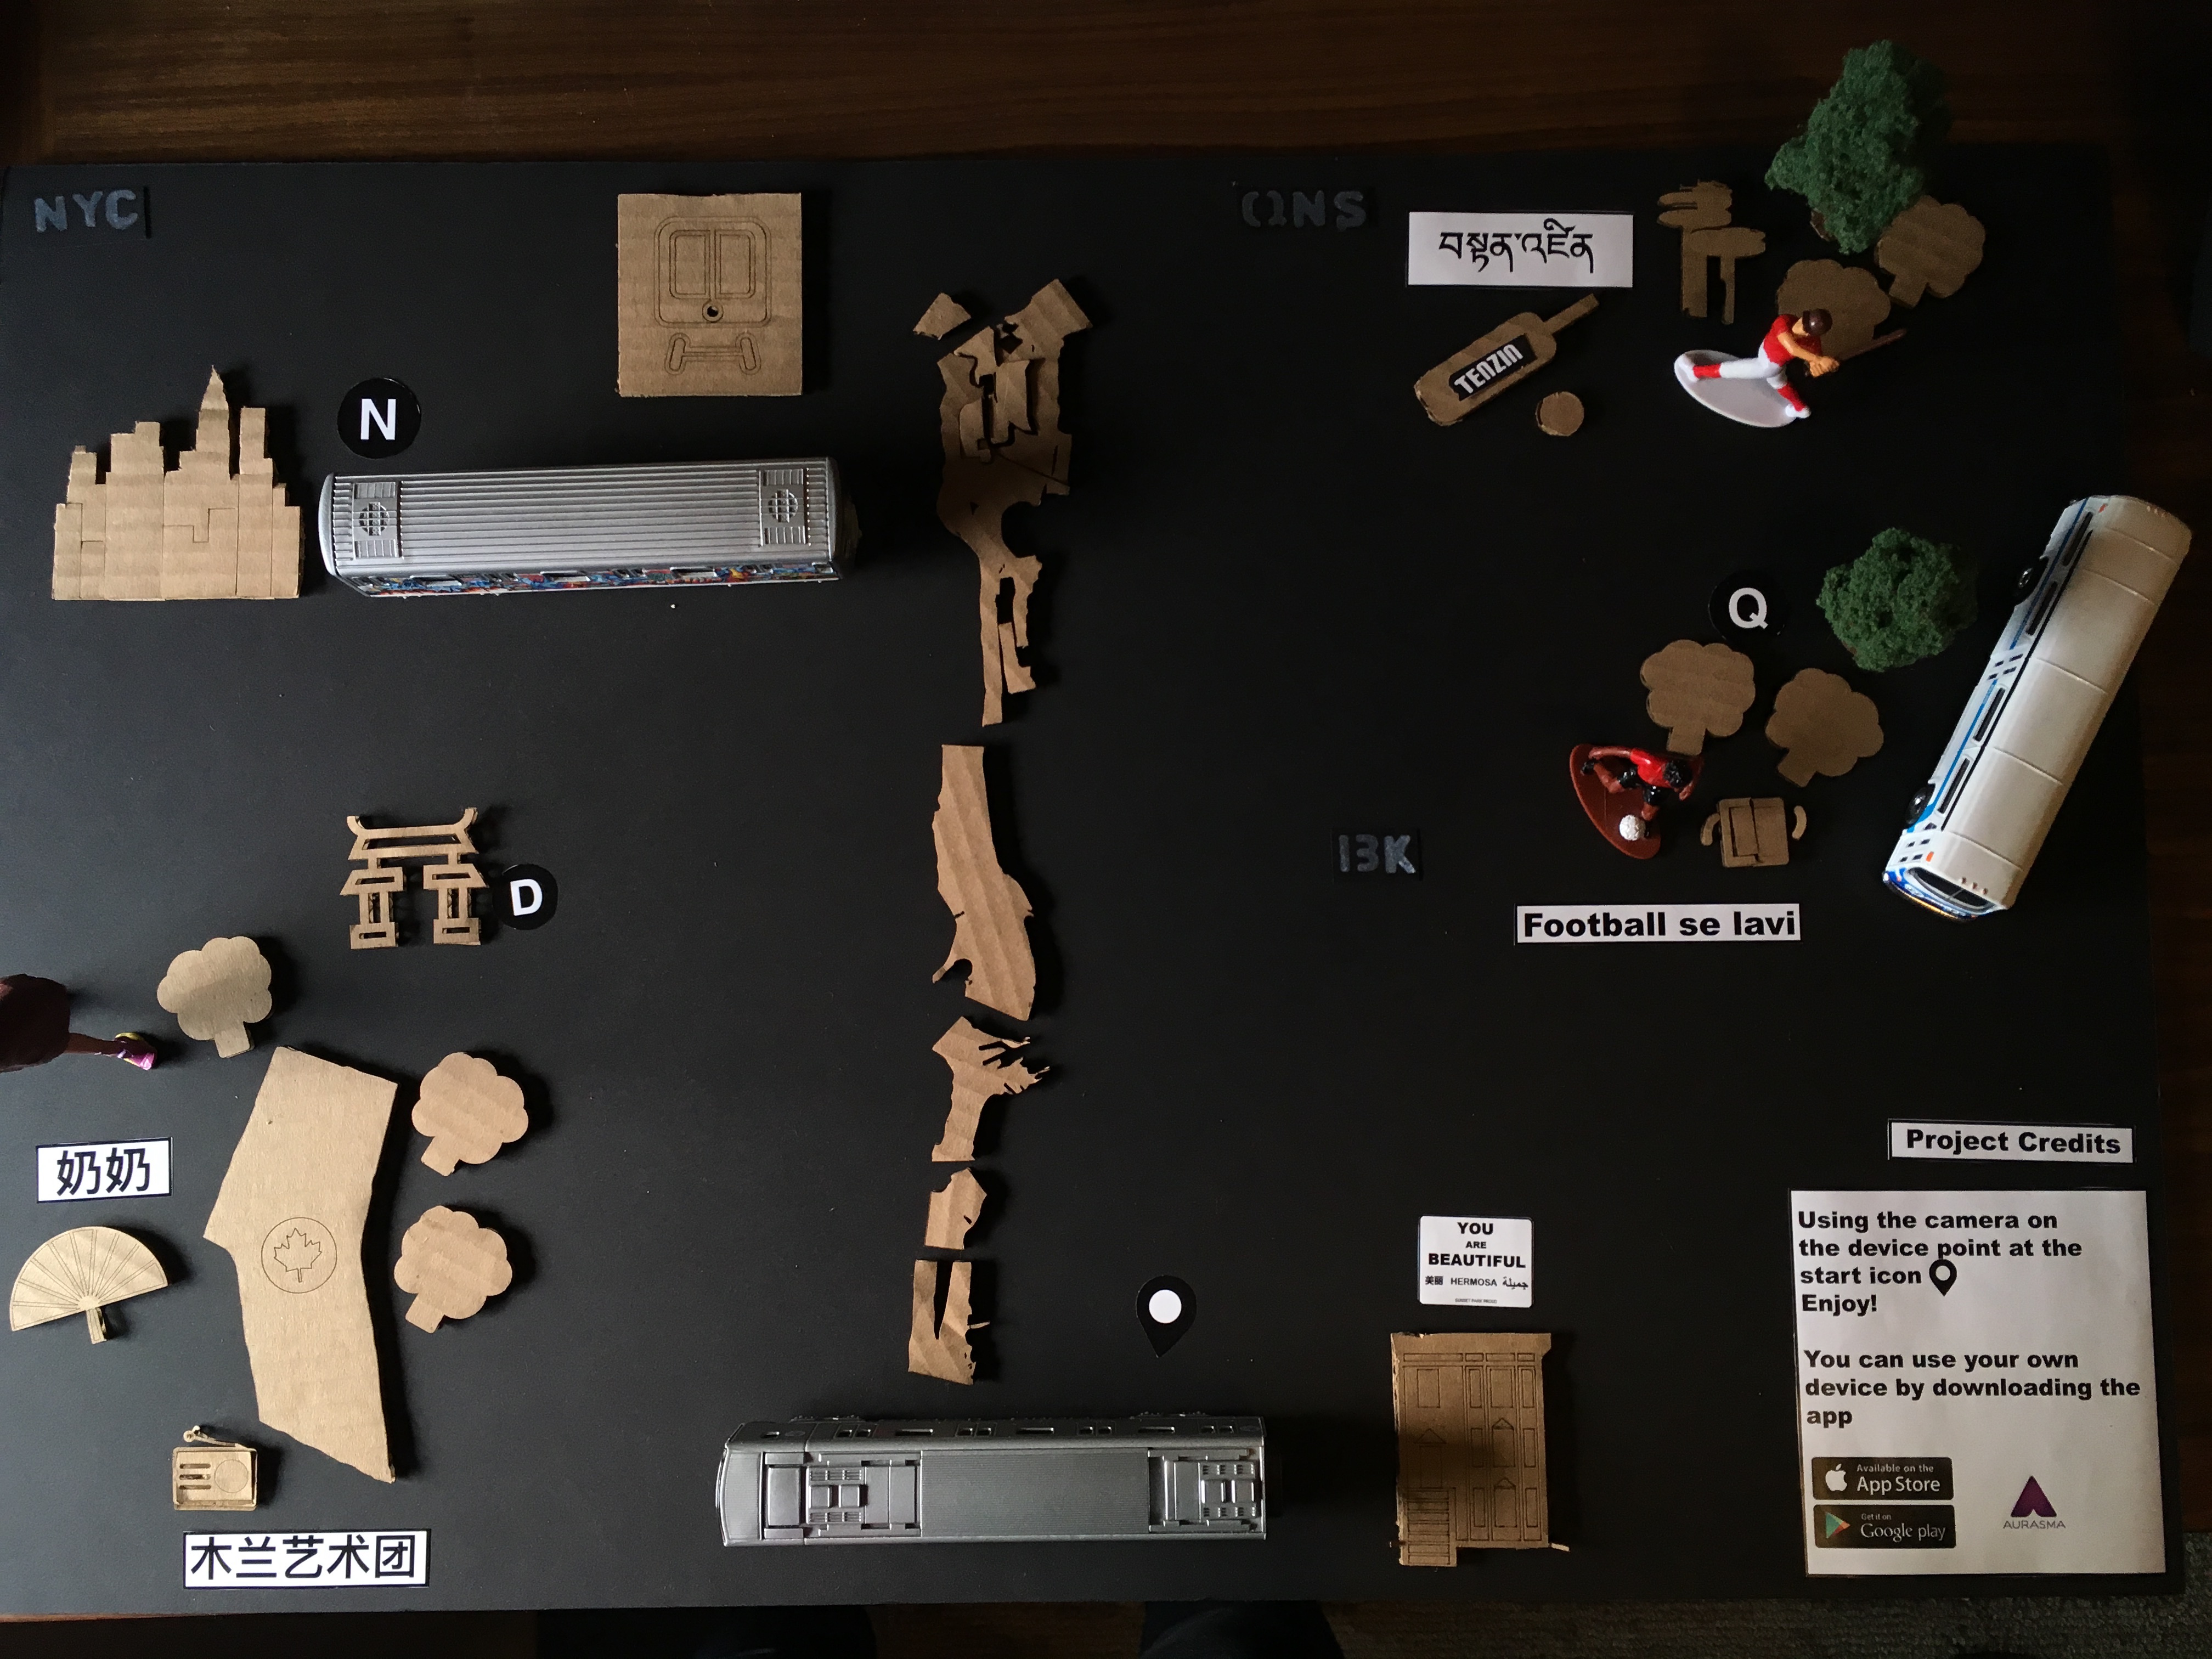 NYC
QNS
བསྟན་འཛིན
TENZIN
N
Q
BK
D
Football se lavi
奶奶
木兰艺术团
YOU
ARE
BEAUTIFUL
美丽 HERMOSA جميلة
SUNSET PARK PROUD
Project Credits
Using the camera on
the device point at the
start icon
Enjoy!
You can use your own
device by downloading the
app
Available on the
App Store
Get it on
Google play
AURASMA